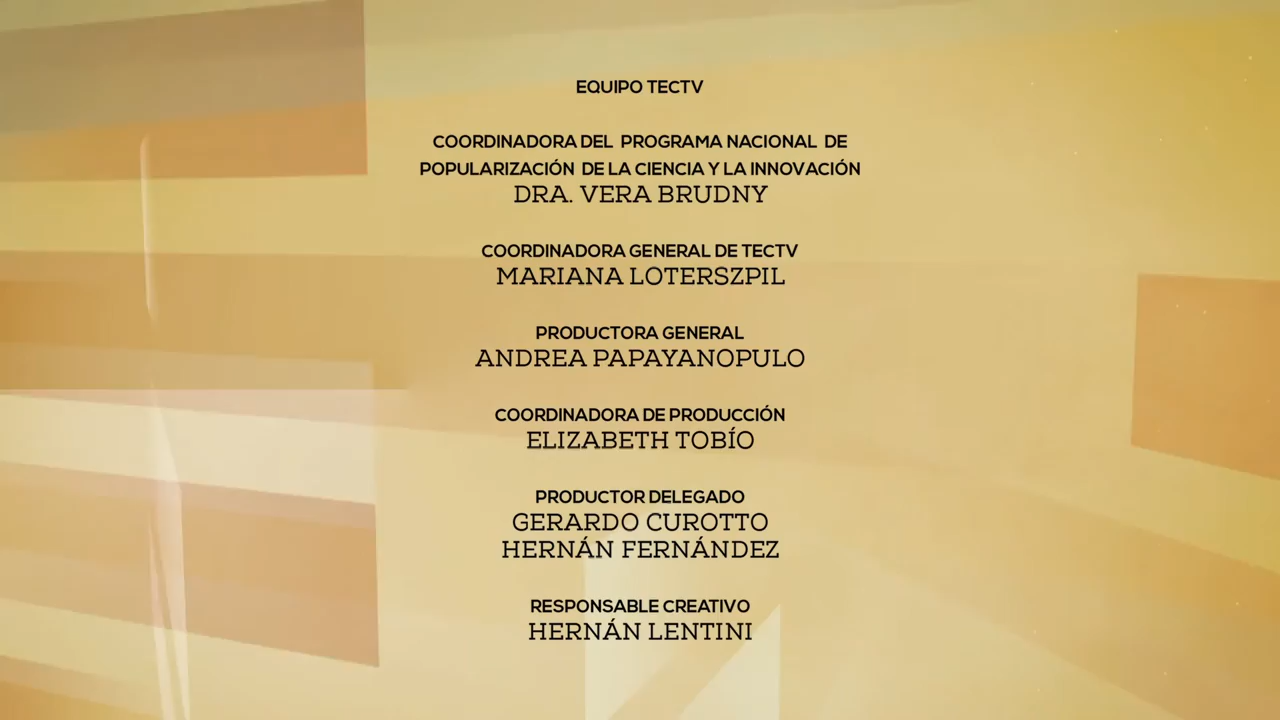 EQUIPO TECTV
COORDINADORA DEL PROGRAMA NACIONAL DE
POPULARIZACIÓN DE LA CIENCIA Y LA INNOVACIÓN
DRA. VERA BRUDNY
COORDINADORA GENERAL DE TECTV
MARIANA LOTERSZPIL
PRODUCTORA GENERAL
ANDREA PAPAYANOPULO
COORDINADORA DE PRODUCCIÓN
ELIZABETH TOBÍO
PRODUCTOR DELEGADO
GERARDO CUROTTO
HERNÁN FERNÁNDEZ
RESPONSABLE CREATIVO
HERNÁN LENTINI